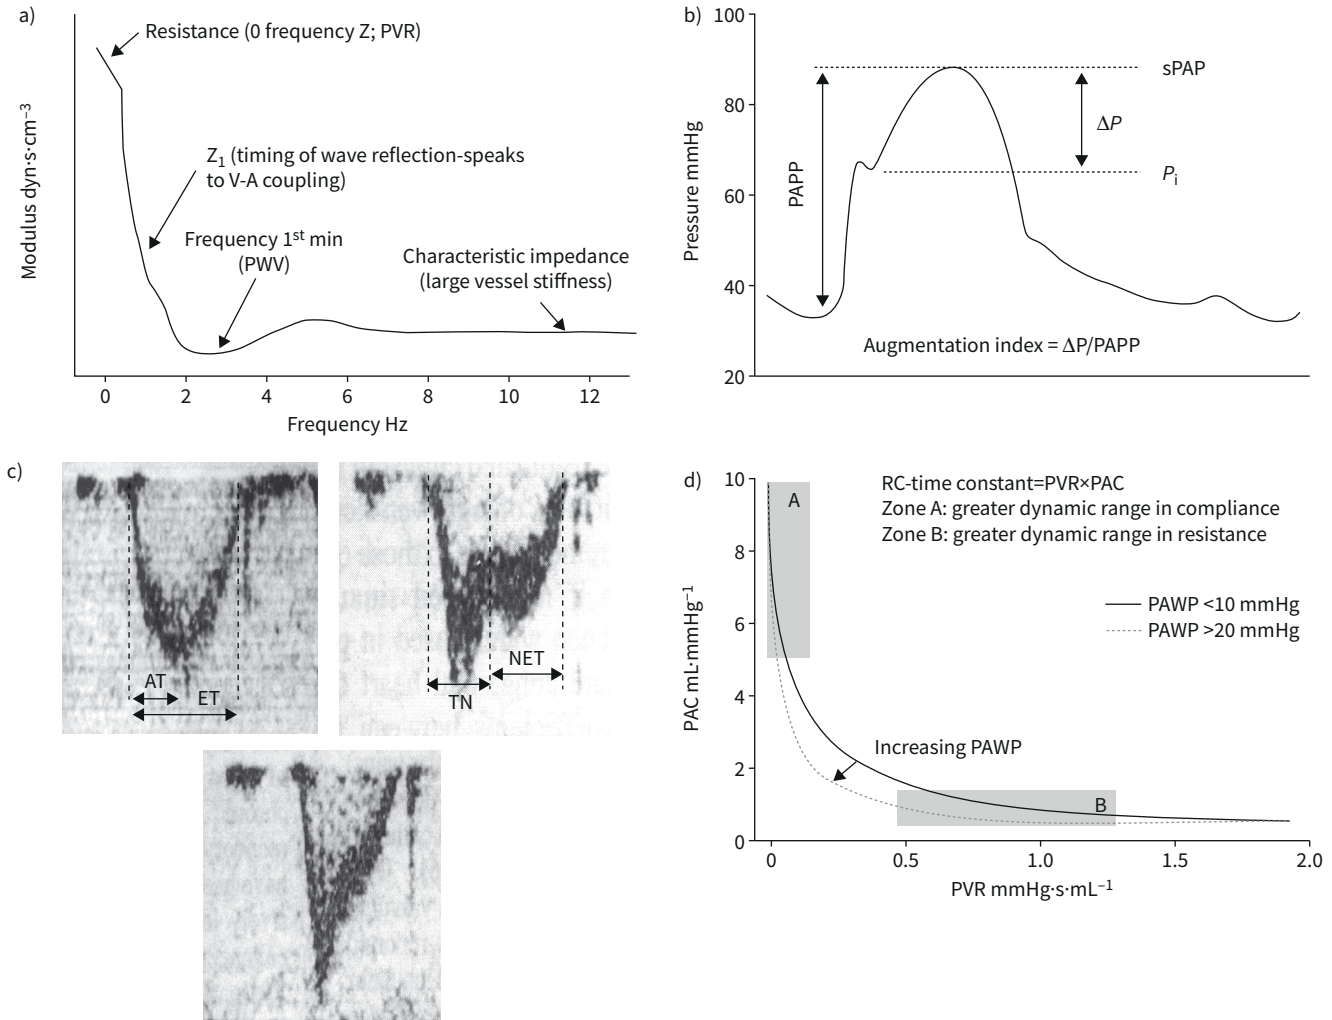 a)
Resistance (0 frequency Z; PVR)
Z₁ (timing of wave reflection-speaks
to V-A coupling)
Frequency 1ˢᵗ min
(PWV)
Characteristic impedance
(large vessel stiffness)
Modulus dyn·s·cm⁻³
0 2 4 6 8 10 12
Frequency Hz
b)
100
80
60
40
20
Pressure mmHg
PAPP
sPAP
ΔP
Pᵢ
Augmentation index = ΔP/PAPP
c)
AT
ET
NET
TN
d)
10
8
6
4
2
0
PAC mL·mmHg⁻¹
A
RC-time constant=PVR×PAC
Zone A: greater dynamic range in compliance
Zone B: greater dynamic range in resistance
PAWP <10 mmHg
PAWP >20 mmHg
Increasing PAWP
B
0 0.5 1.0 1.5 2.0
PVR mmHg·s·mL⁻¹